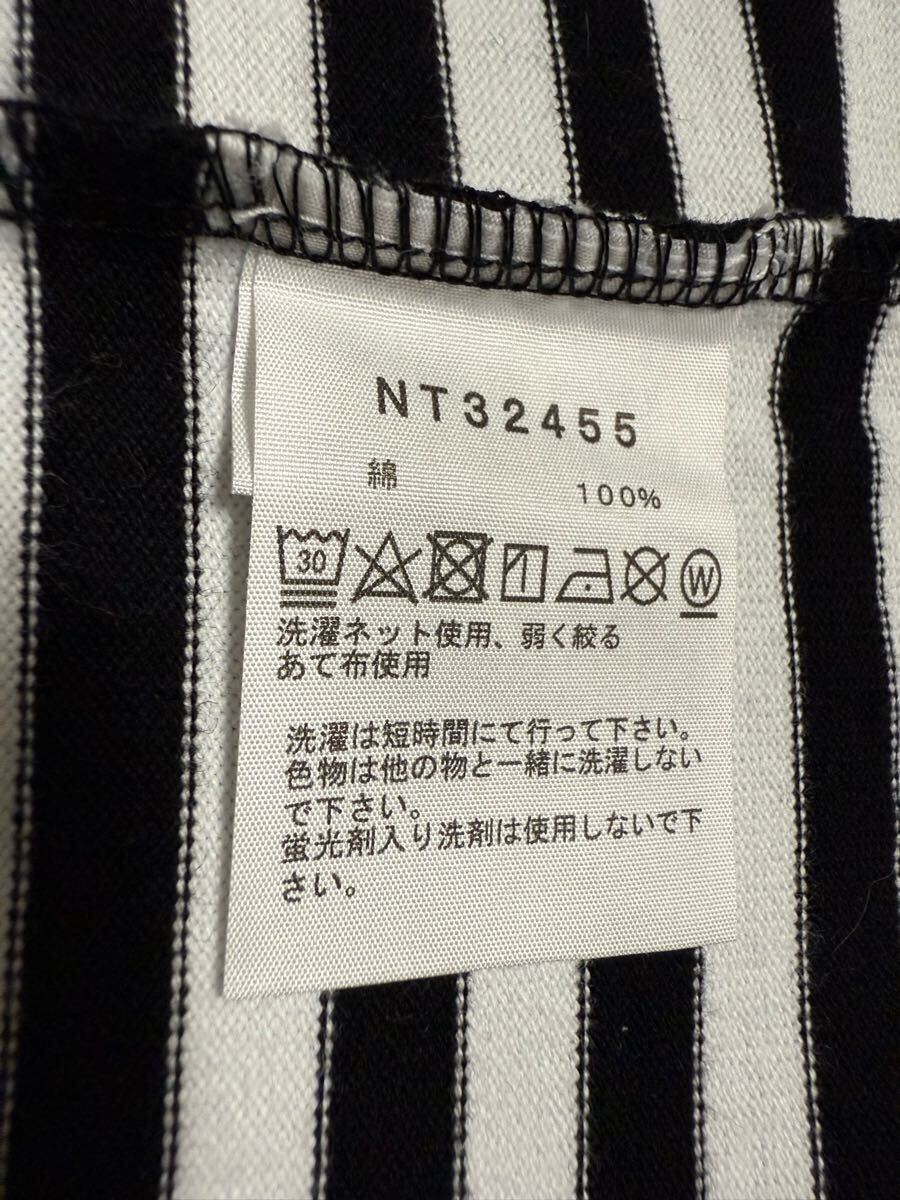 NT32455
綿 100%
30 W
洗濯ネット使用、弱く絞る
あて布使用
洗濯は短時間にて行って下さい。
色物は他の物と一緒に洗濯しない
で下さい。
蛍光剤入り洗剤は使用しないで下
さい。